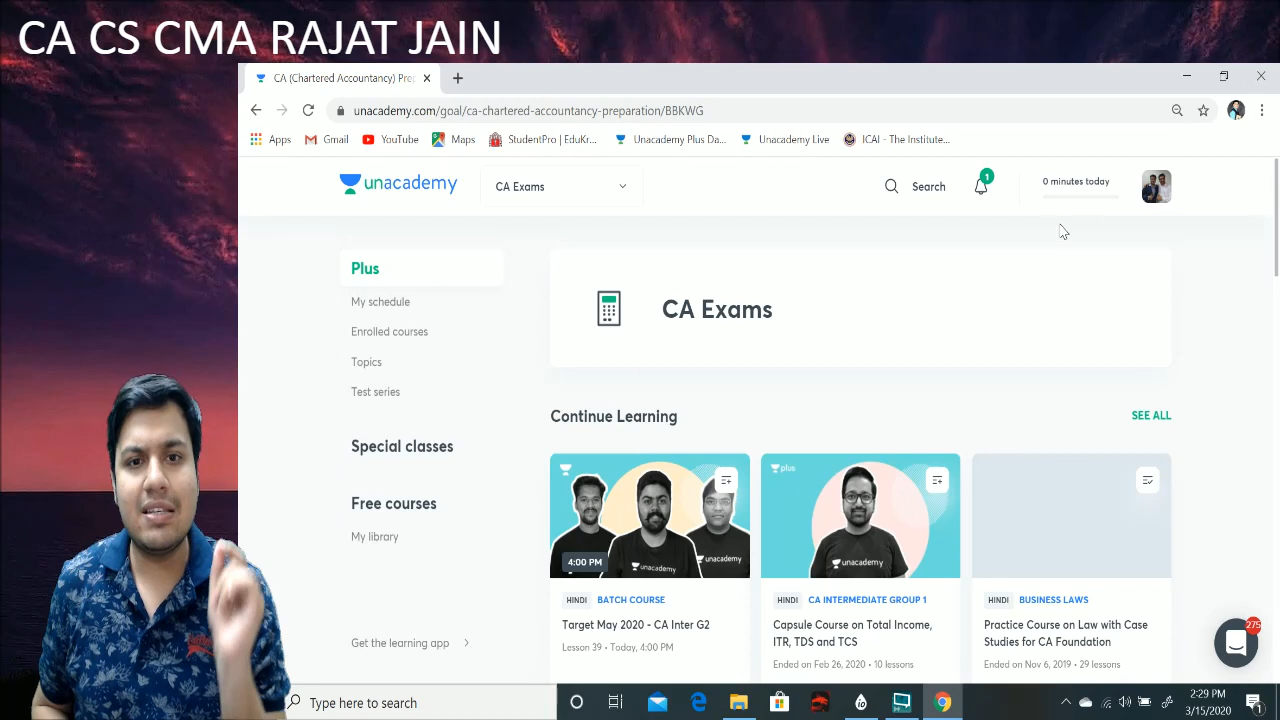 CA CS CMA RAJAT JAIN
CA (Chartered Accountancy) Prep
unacademy.com/goal/ca-chartered-accountancy-preparation/BBKWG
Apps Gmail YouTube Maps StudentPro | EduKr... Unacademy Plus Da... Unacademy Live ICAI - The Institute...
unacademy CA Exams Search 1 0 minutes today
Plus
My schedule
Enrolled courses
Topics
Test series
Special classes
Free courses
My library
Get the learning app
CA Exams
Continue Learning SEE ALL
plus
unacademy unacademy unacademy
4:00 PM
HINDI BATCH COURSE
Target May 2020 - CA Inter G2
Lesson 39 • Today, 4:00 PM
HINDI CA INTERMEDIATE GROUP 1
Capsule Course on Total Income,
ITR, TDS and TCS
Ended on Feb 26, 2020 • 10 lessons
HINDI BUSINESS LAWS
Practice Course on Law with Case
Studies for CA Foundation
Ended on Nov 6, 2019 • 29 lessons
275
Type here to search
2:29 PM
3/15/2020
1